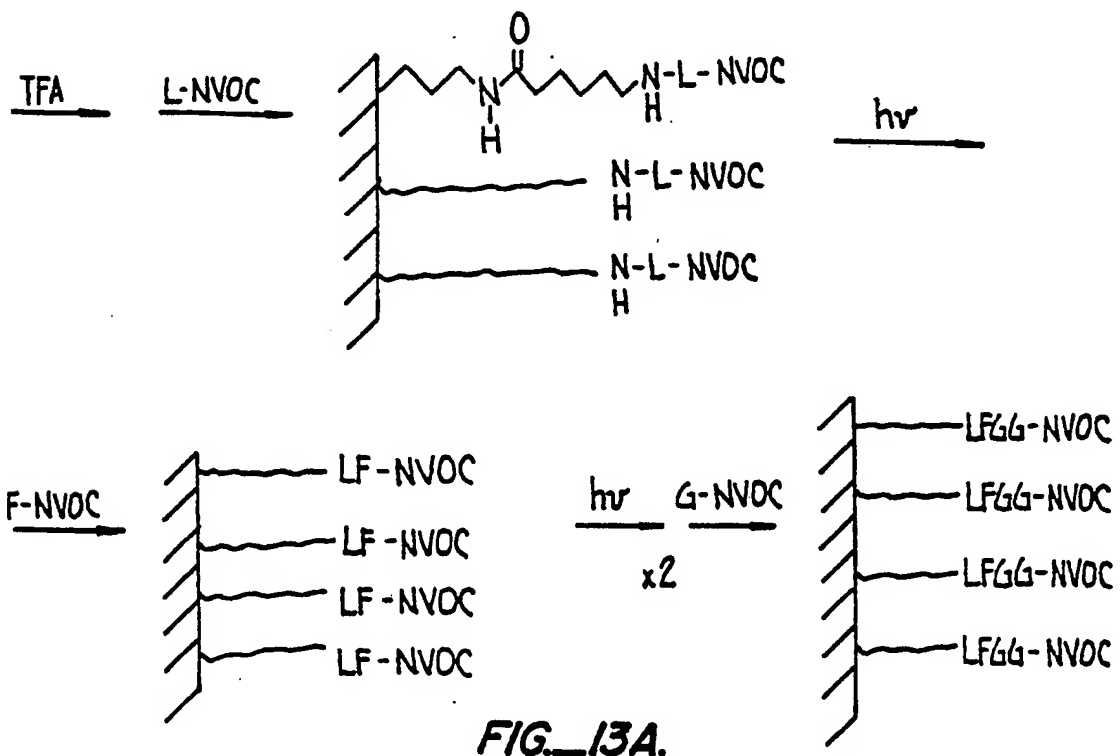 TFA
L-NVOC
O
N-L-NVOC
H
N
H
hν
N-L-NVOC
H
N-L-NVOC
H
F-NVOC
LF-NVOC
LF-NVOC
LF-NVOC
LF-NVOC
hν
x2
G-NVOC
LFGG-NVOC
LFGG-NVOC
LFGG-NVOC
LFGG-NVOC
FIG._13A.